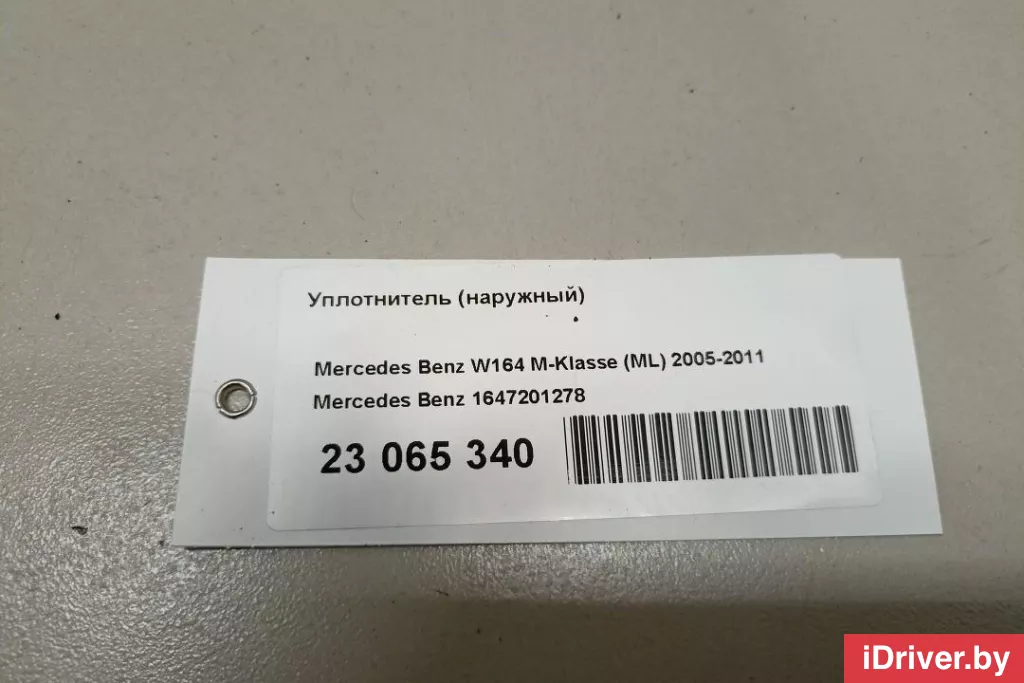 Уплотнитель (наружный)
Mercedes Benz W164 M-Klasse (ML) 2005-2011
Mercedes Benz 1647201278
23 065 340
iDriver.by